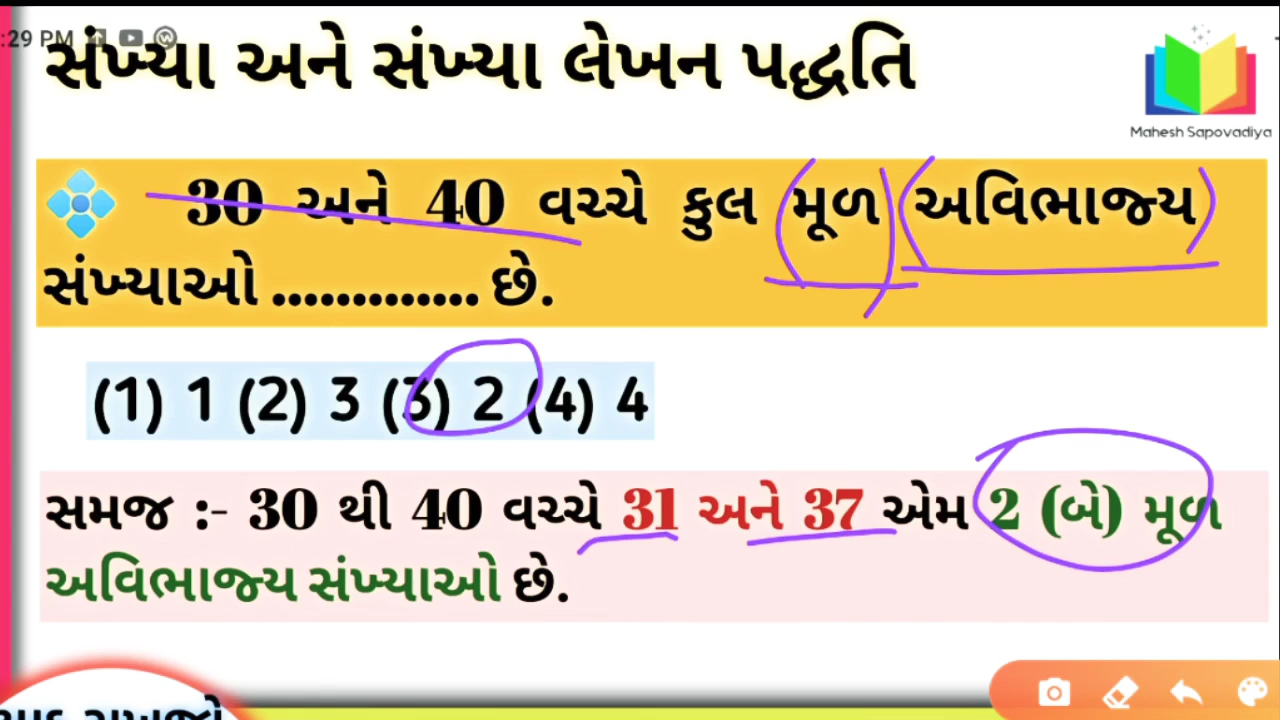 :29 PM
સંખ્યા અને સંખ્યા લેખન પદ્ધતિ
Mahesh Sapovadiya
30 અને 40 વચ્ચે કુલ મૂળ અવિભાજ્ય
સંખ્યાઓ ............. છે.
(1) 1 (2) 3 (3) 2 (4) 4
સમજ :- 30 થી 40 વચ્ચે 31 અને 37 એમ 2 (બે) મૂળ
અવિભાજ્ય સંખ્યાઓ છે.